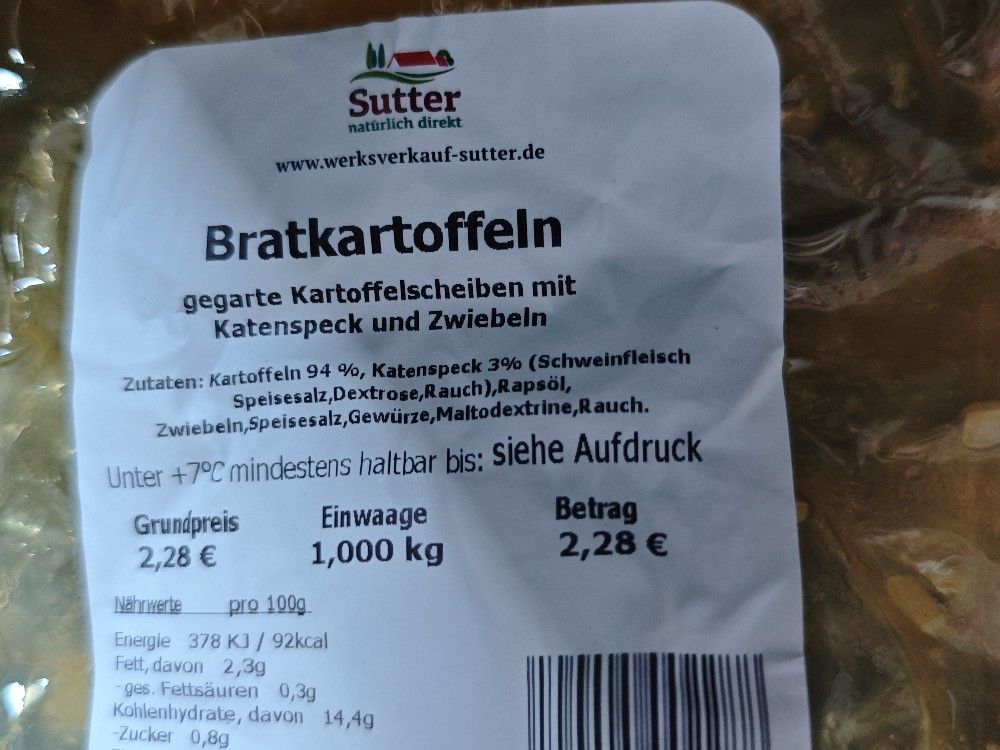 Sutter
natürlich direkt
www.werksverkauf-sutter.de
Bratkartoffeln
gegarte Kartoffelscheiben mit
Katenspeck und Zwiebeln
Zutaten: Kartoffeln 94 %, Katenspeck 3% (Schweinfleisch
Speisesalz,Dextrose,Rauch),Rapsöl,
Zwiebeln,Speisesalz,Gewürze,Maltodextrine,Rauch.
Unter +7°C mindestens haltbar bis: siehe Aufdruck
Grundpreis Einwaage Betrag
2,28 € 1,000 kg 2,28 €
Nährwerte pro 100g
Energie 378 KJ / 92kcal
Fett, davon 2,3g
- ges. Fettsäuren 0,3g
Kohlenhydrate, davon 14,4g
-Zucker 0,8g